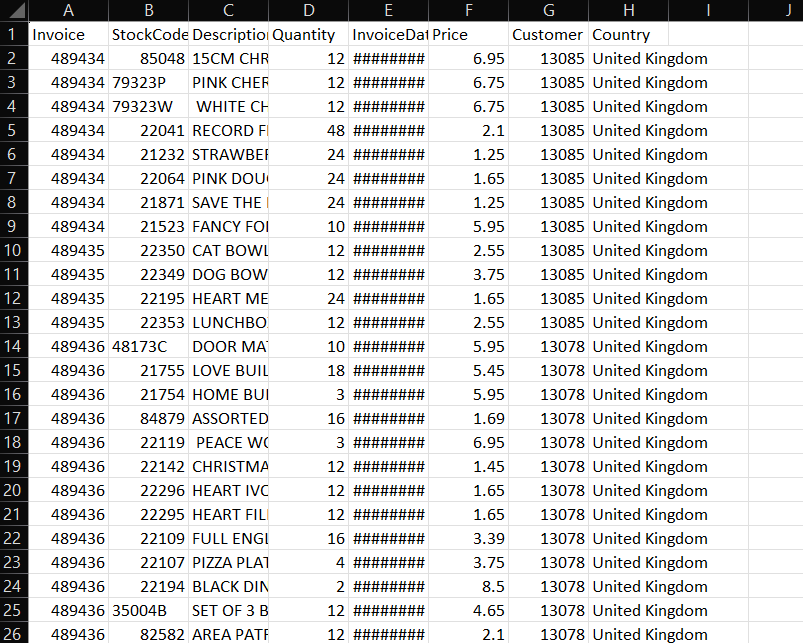 A B C D E F G H I J
1 Invoice StockCode Descriptio Quantity InvoiceDat Price Customer Country
2 489434 85048 15CM CHR 12 ######## 6.95 13085 United Kingdom
3 489434 79323P PINK CHER 12 ######## 6.75 13085 United Kingdom
4 489434 79323W WHITE CH 12 ######## 6.75 13085 United Kingdom
5 489434 22041 RECORD F 48 ######## 2.1 13085 United Kingdom
6 489434 21232 STRAWBER 24 ######## 1.25 13085 United Kingdom
7 489434 22064 PINK DOU 24 ######## 1.65 13085 United Kingdom
8 489434 21871 SAVE THE 24 ######## 1.25 13085 United Kingdom
9 489434 21523 FANCY FO 10 ######## 5.95 13085 United Kingdom
10 489435 22350 CAT BOWL 12 ######## 2.55 13085 United Kingdom
11 489435 22349 DOG BOW 12 ######## 3.75 13085 United Kingdom
12 489435 22195 HEART ME 24 ######## 1.65 13085 United Kingdom
13 489435 22353 LUNCHBO 12 ######## 2.55 13085 United Kingdom
14 489436 48173C DOOR MA 10 ######## 5.95 13078 United Kingdom
15 489436 21755 LOVE BUIL 18 ######## 5.45 13078 United Kingdom
16 489436 21754 HOME BUI 3 ######## 5.95 13078 United Kingdom
17 489436 84879 ASSORTED 16 ######## 1.69 13078 United Kingdom
18 489436 22119 PEACE WO 3 ######## 6.95 13078 United Kingdom
19 489436 22142 CHRISTMA 12 ######## 1.45 13078 United Kingdom
20 489436 22296 HEART IVO 12 ######## 1.65 13078 United Kingdom
21 489436 22295 HEART FIL 12 ######## 1.65 13078 United Kingdom
22 489436 22109 FULL ENGL 16 ######## 3.39 13078 United Kingdom
23 489436 22107 PIZZA PLAT 4 ######## 3.75 13078 United Kingdom
24 489436 22194 BLACK DIN 2 ######## 8.5 13078 United Kingdom
25 489436 35004B SET OF 3 B 12 ######## 4.65 13078 United Kingdom
26 489436 82582 AREA PATR 12 ######## 2.1 13078 United Kingdom